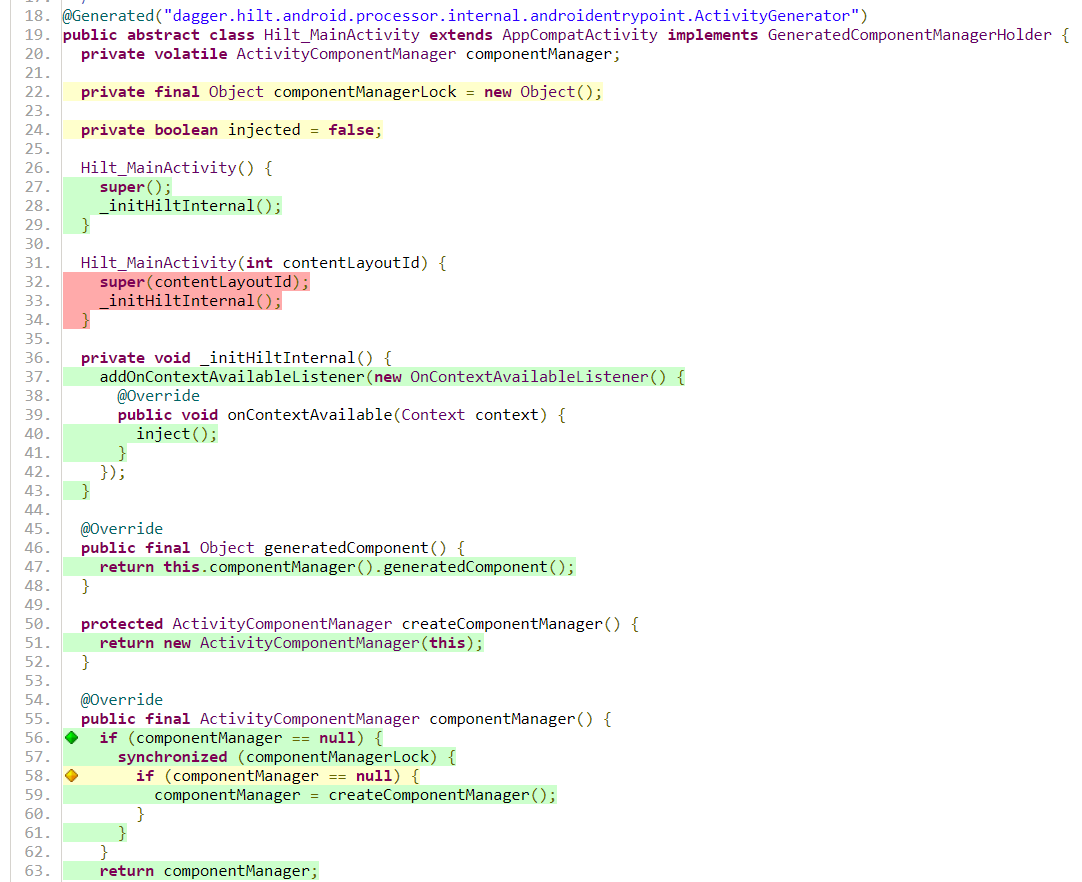 18. @Generated("dagger.hilt.android.processor.internal.androidentrypoint.ActivityGenerator")
19. public abstract class Hilt_MainActivity extends AppCompatActivity implements GeneratedComponentManagerHolder {
20.   private volatile ActivityComponentManager componentManager;
21.
22.   private final Object componentManagerLock = new Object();
23.
24.   private boolean injected = false;
25.
26.   Hilt_MainActivity() {
27.     super();
28.     _initHiltInternal();
29.   }
30.
31.   Hilt_MainActivity(int contentLayoutId) {
32.     super(contentLayoutId);
33.     _initHiltInternal();
34.   }
35.
36.   private void _initHiltInternal() {
37.     addOnContextAvailableListener(new OnContextAvailableListener() {
38.       @Override
39.       public void onContextAvailable(Context context) {
40.         inject();
41.       }
42.     });
43.   }
44.
45.   @Override
46.   public final Object generatedComponent() {
47.     return this.componentManager().generatedComponent();
48.   }
49.
50.   protected ActivityComponentManager createComponentManager() {
51.     return new ActivityComponentManager(this);
52.   }
53.
54.   @Override
55.   public final ActivityComponentManager componentManager() {
56.     if (componentManager == null) {
57.       synchronized (componentManagerLock) {
58.         if (componentManager == null) {
59.           componentManager = createComponentManager();
60.         }
61.       }
62.     }
63.     return componentManager;